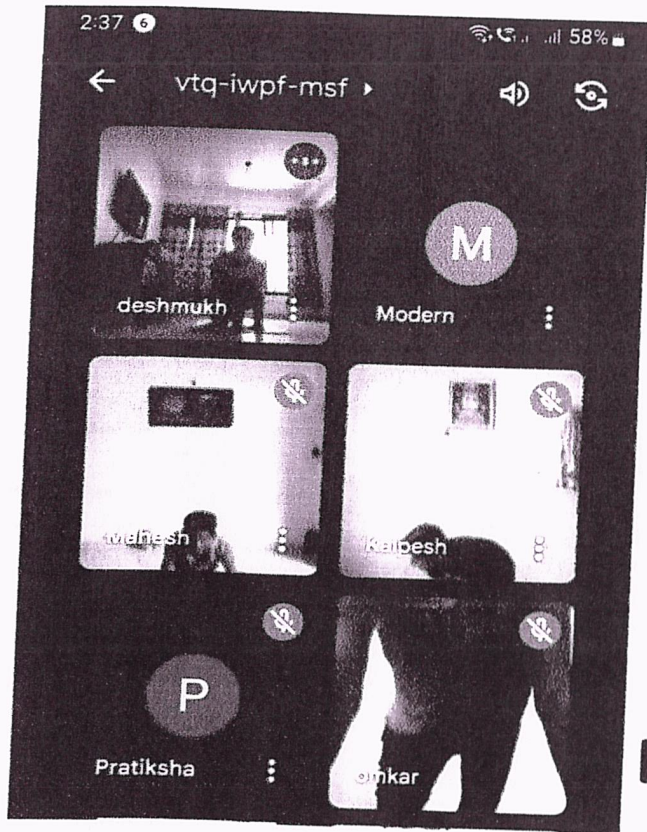 2:37 6 58%
vtq-iwpf-msf
M
deshmukh
Modern
Mahesh
Kalpesh
P
Pratiksha
omkar